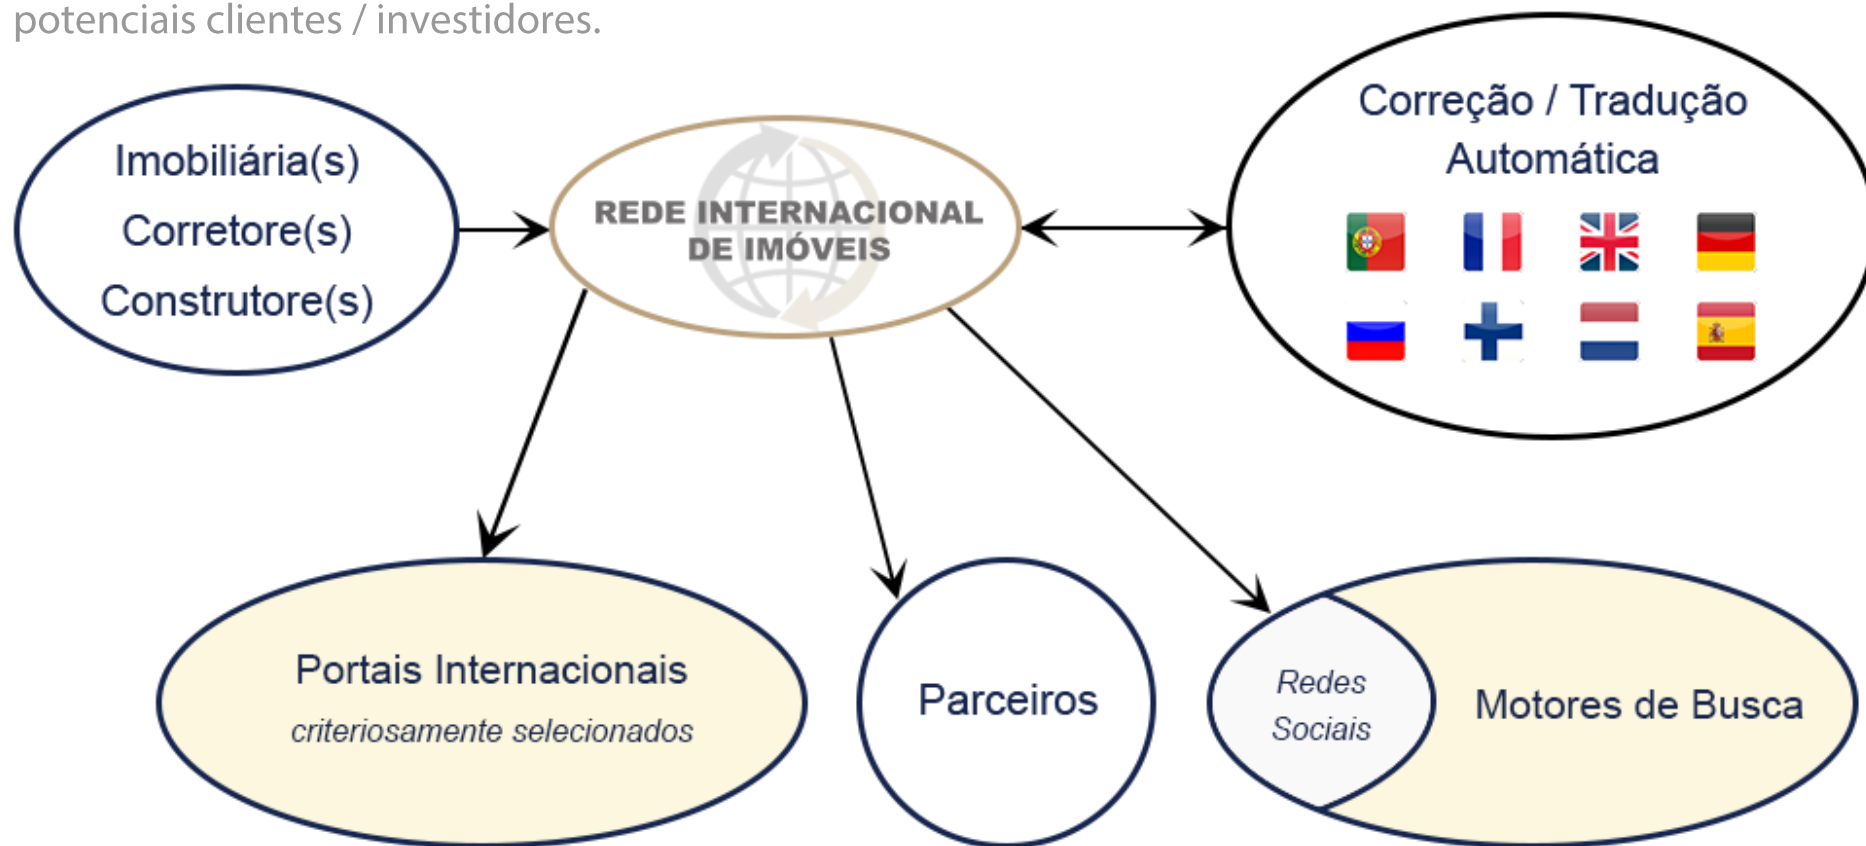 potenciais clientes / investidores.
Imobiliária(s)
Corretore(s)
Construtore(s)
REDE INTERNACIONAL
DE IMÓVEIS
Correção / Tradução
Automática
Portais Internacionais
criteriosamente selecionados
Parceiros
Redes
Sociais
Motores de Busca